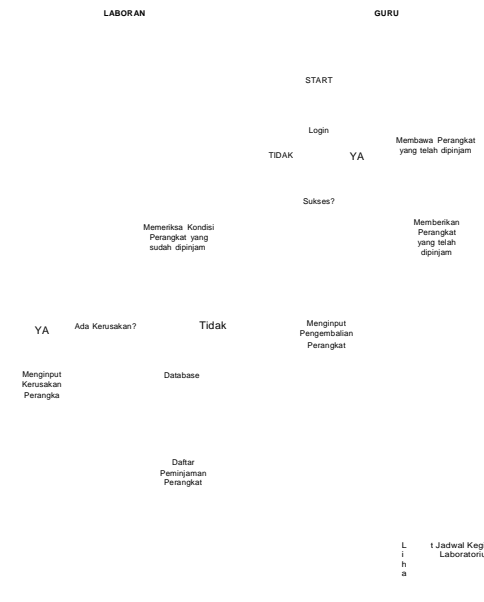 LABORAN
GURU
START
Login
Membawa Perangkat
yang telah dipinjam
TIDAK
YA
Sukses?
Memeriksa Kondisi
Perangkat yang
sudah dipinjam
Memberikan
Perangkat
yang telah
dipinjam
YA
Ada Kerusakan?
Tidak
Menginput
Pengembalian
Perangkat
Menginput
Kerusakan
Perangka
Database
Daftar
Peminjaman
Perangkat
L
i
h
a
t Jadwal Keg
Laboratoriu